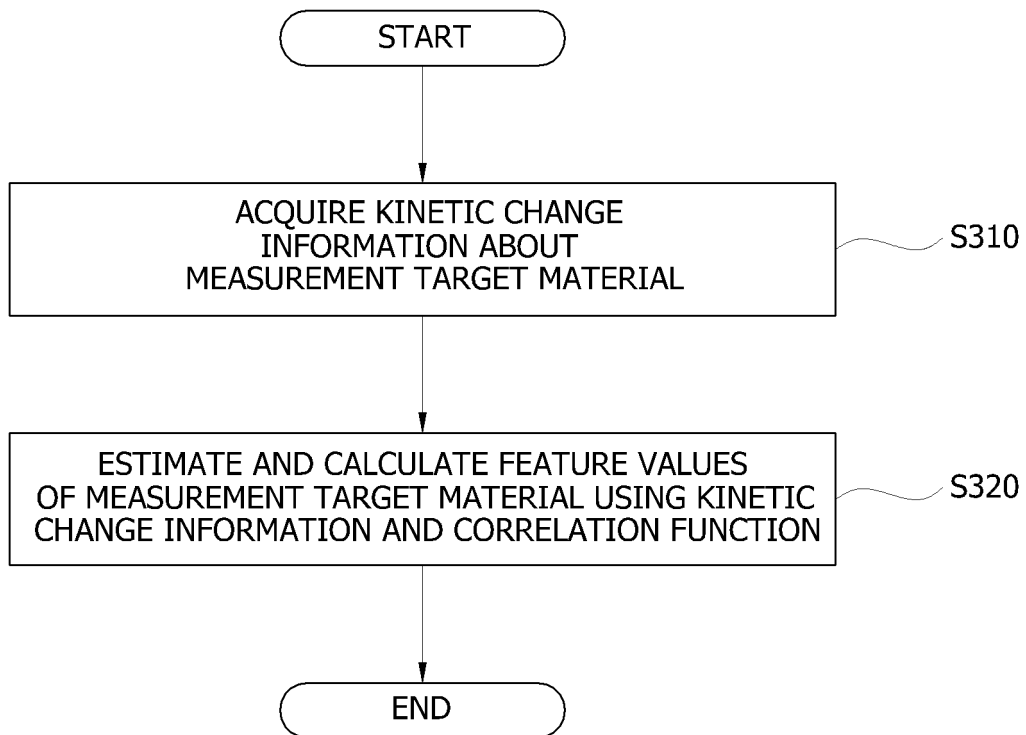 START
ACQUIRE KINETIC CHANGE
INFORMATION ABOUT
MEASUREMENT TARGET MATERIAL
S310
ESTIMATE AND CALCULATE FEATURE VALUES
OF MEASUREMENT TARGET MATERIAL USING KINETIC
CHANGE INFORMATION AND CORRELATION FUNCTION
S320
END